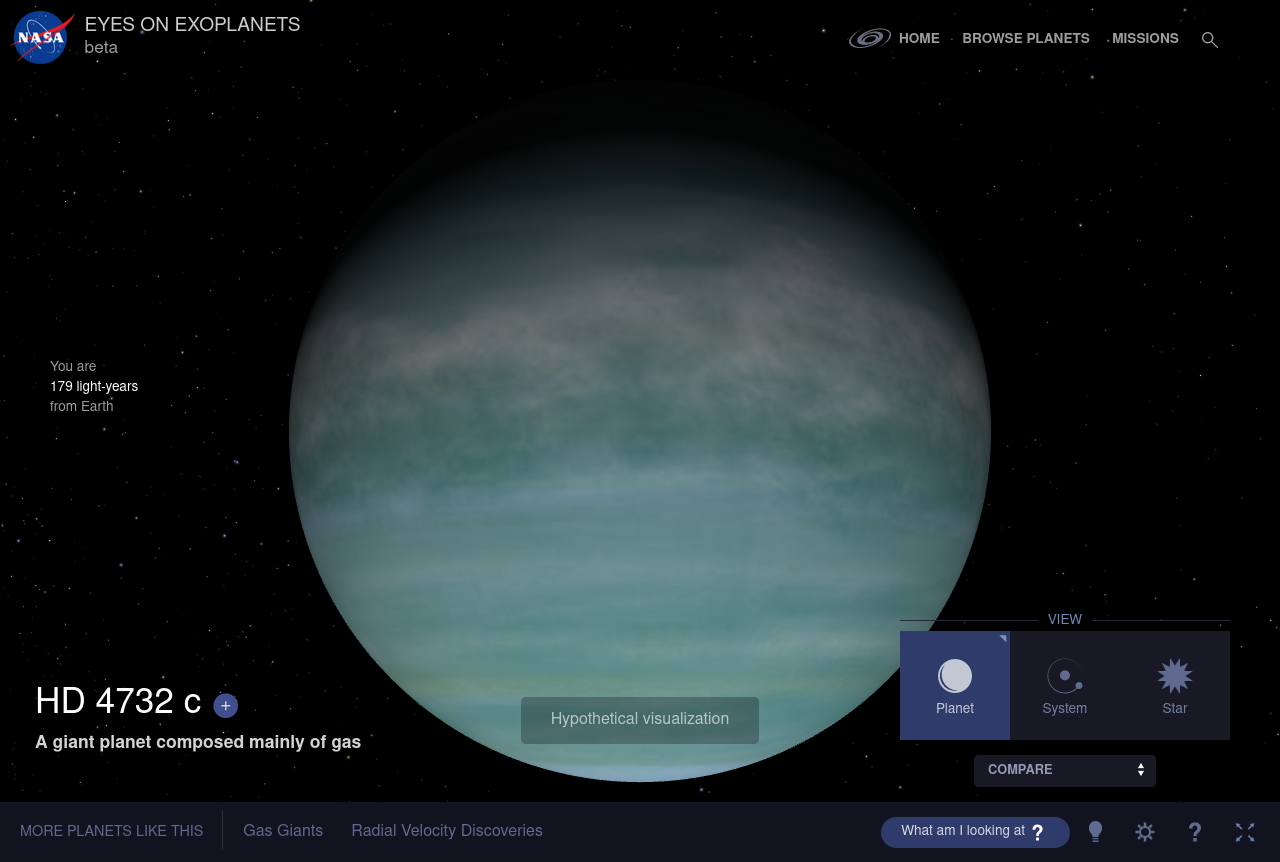 NASA
EYES ON EXOPLANETS
beta
HOME
BROWSE PLANETS
MISSIONS
You are
179 light-years
from Earth
HD 4732 c +
A giant planet composed mainly of gas
Hypothetical visualization
VIEW
Planet
System
Star
COMPARE
MORE PLANETS LIKE THIS
Gas Giants
Radial Velocity Discoveries
What am I looking at ?
?